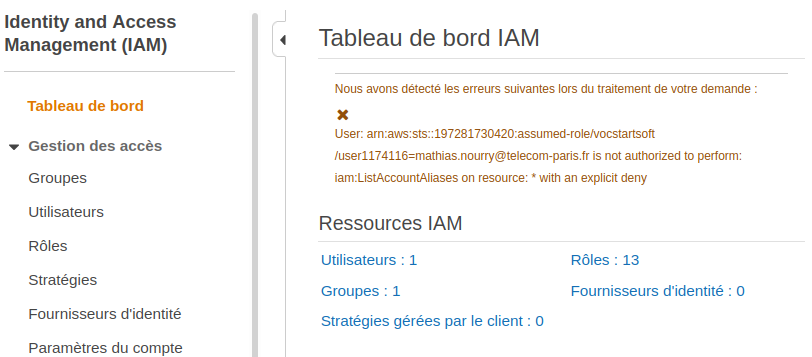 Identity and Access
Management (IAM)
Tableau de bord
Gestion des accès
Groupes
Utilisateurs
Rôles
Stratégies
Fournisseurs d'identité
Paramètres du compte
Tableau de bord IAM
Nous avons détecté les erreurs suivantes lors du traitement de votre demande :
User: arn:aws:sts::197281730420:assumed-role/vocstartsoft
/user1174116=mathias.nourry@telecom-paris.fr is not authorized to perform:
iam:ListAccountAliases on resource: * with an explicit deny
Ressources IAM
Utilisateurs : 1
Rôles : 13
Groupes : 1
Fournisseurs d'identité : 0
Stratégies gérées par le client : 0